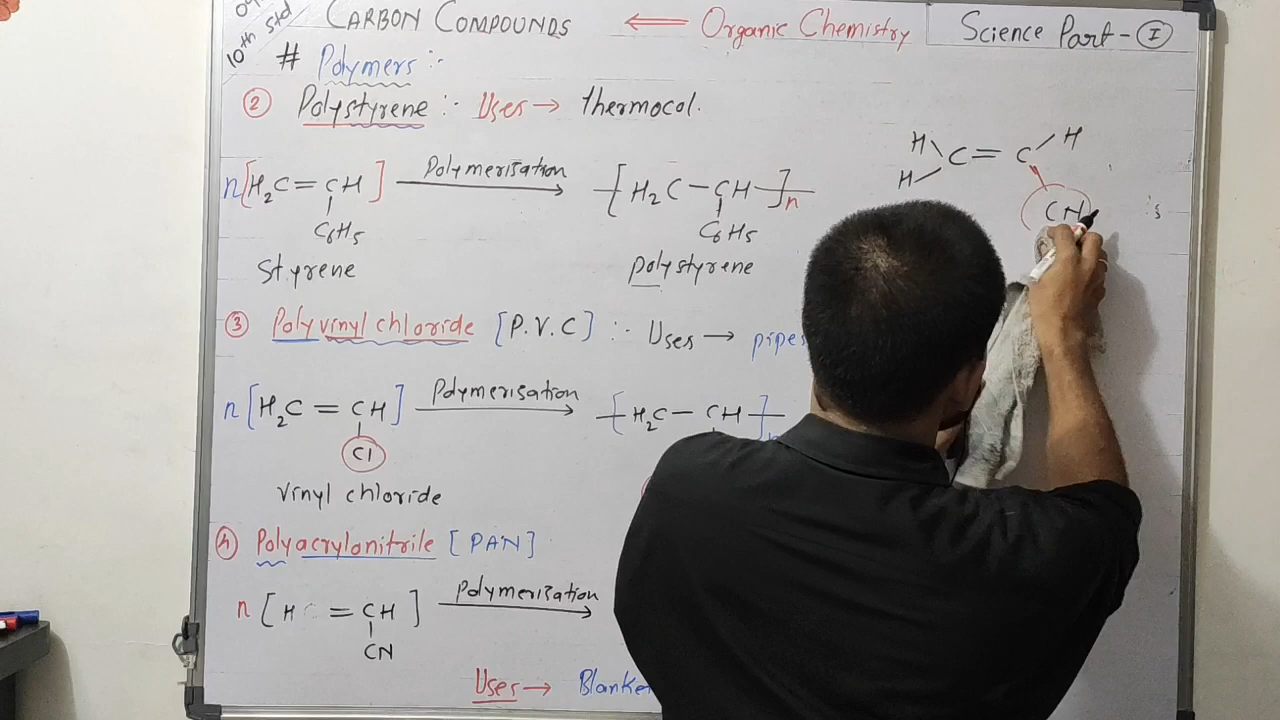 10th std
CARBON COMPOUNDS ⟸ Organic Chemistry
Science Part - I
# Polymers :-
② Polystyrene :- Uses → thermocol.
n[H₂C = CH] Polymerisation → [H₂C - CH]n
C₆H₅ C₆H₅
Styrene polystyrene
H H
C = C
H
CH
③ Polyvinyl chloride [P.V.C] :- Uses → pipes
n[H₂C = CH] Polymerisation → [H₂C - CH]
Cl
Vinyl chloride
④ Polyacrylonitrile [PAN]
n[H = CH] Polymerisation →
CN
Uses → Blanke